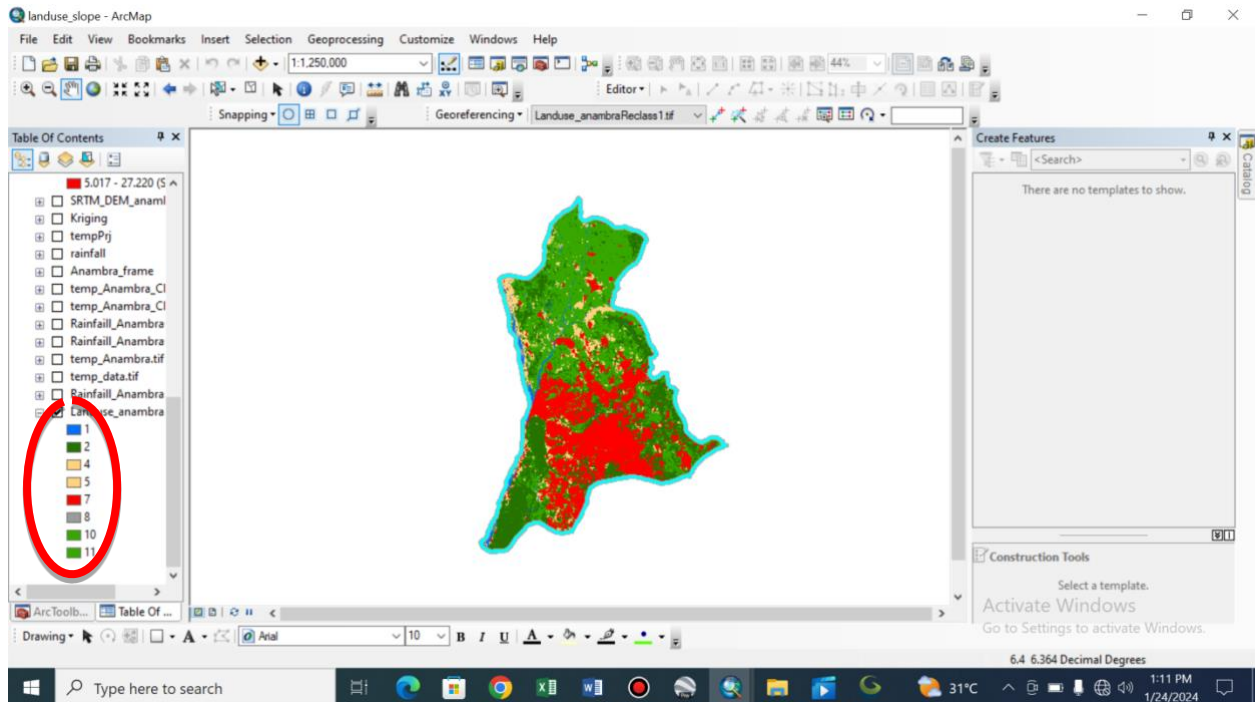 landuse_slope - ArcMap
File Edit View Bookmarks Insert Selection Geoprocessing Customize Windows Help
1:1,250,000
44%
Editor
Snapping
Georeferencing
Landuse_anambraReclass1.tif
Table Of Contents
5.017 - 27.220 (S
SRTM_DEM_anaml
Kriging
tempPrj
rainfall
Anambra_frame
temp_Anambra_Cl
temp_Anambra_Cl
Rainfaill_Anambra
Rainfaill_Anambra
temp_Anambra.tif
temp_data.tif
Rainfaill_Anambra
Landuse_anambra
1
2
4
5
7
8
10
11
ArcToolb...
Table Of ...
Create Features
<Search>
There are no templates to show.
Catalog
Construction Tools
Select a template.
Activate Windows
Go to Settings to activate Windows.
Drawing
A
Arial
10
B I U A
6.4 6.364 Decimal Degrees
Type here to search
31°C
1:11 PM
1/24/2024